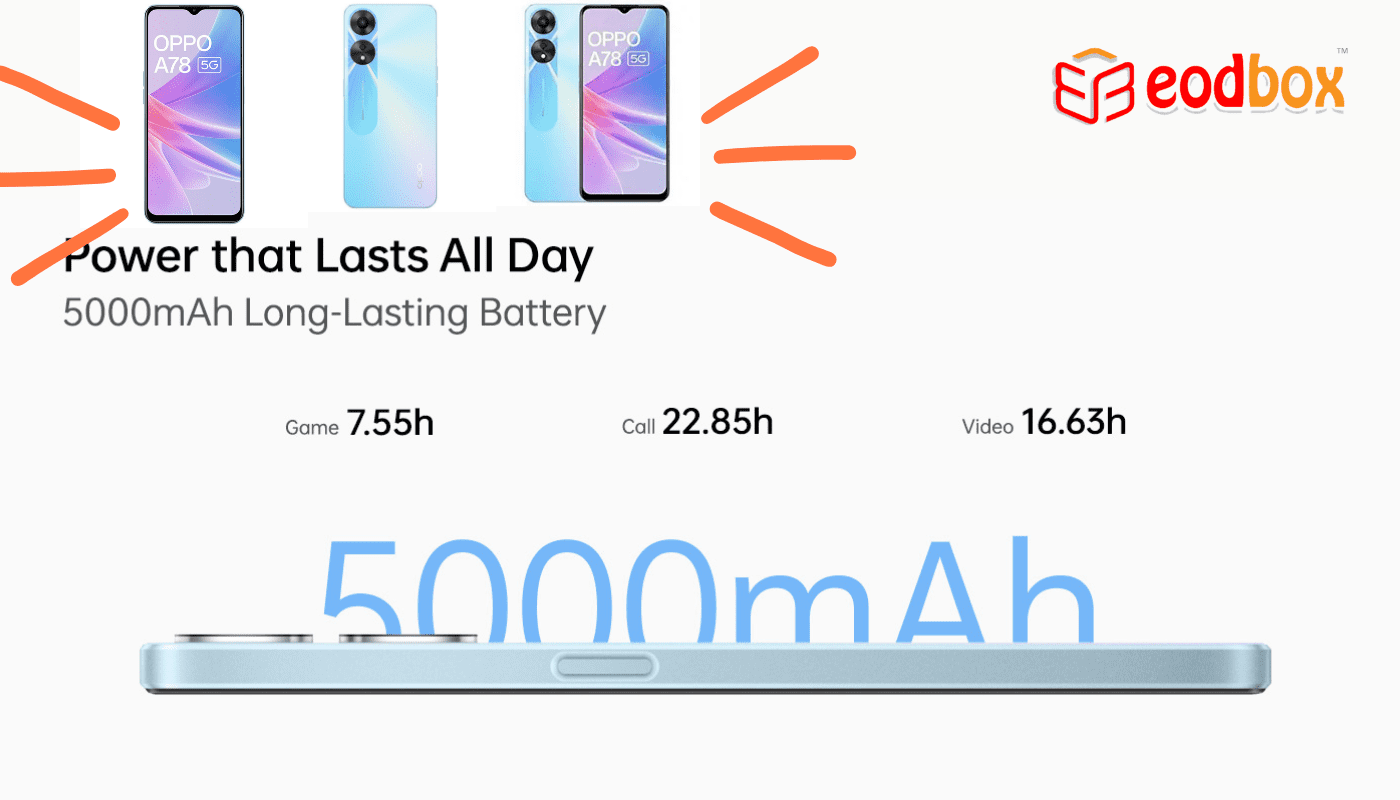 OPPO
A78 5G
OPPO
A78 5G
eodbox™
Power that Lasts All Day
5000mAh Long-Lasting Battery
Game 7.55h
Call 22.85h
Video 16.63h
5000mAh